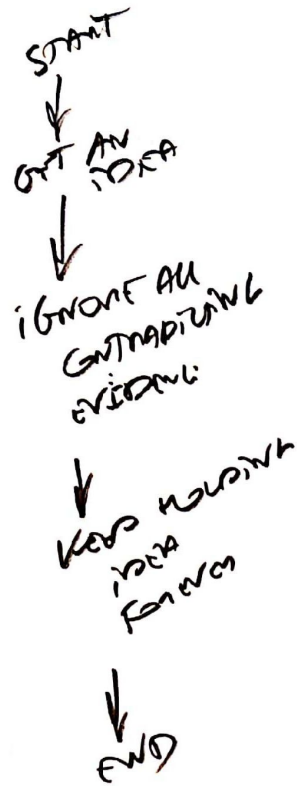 START
GET AN
IDEA
IGNORE ALL
CONTRADICTING
EVIDENCE
KEEP HOLDING
IDEA
FOREVER
END